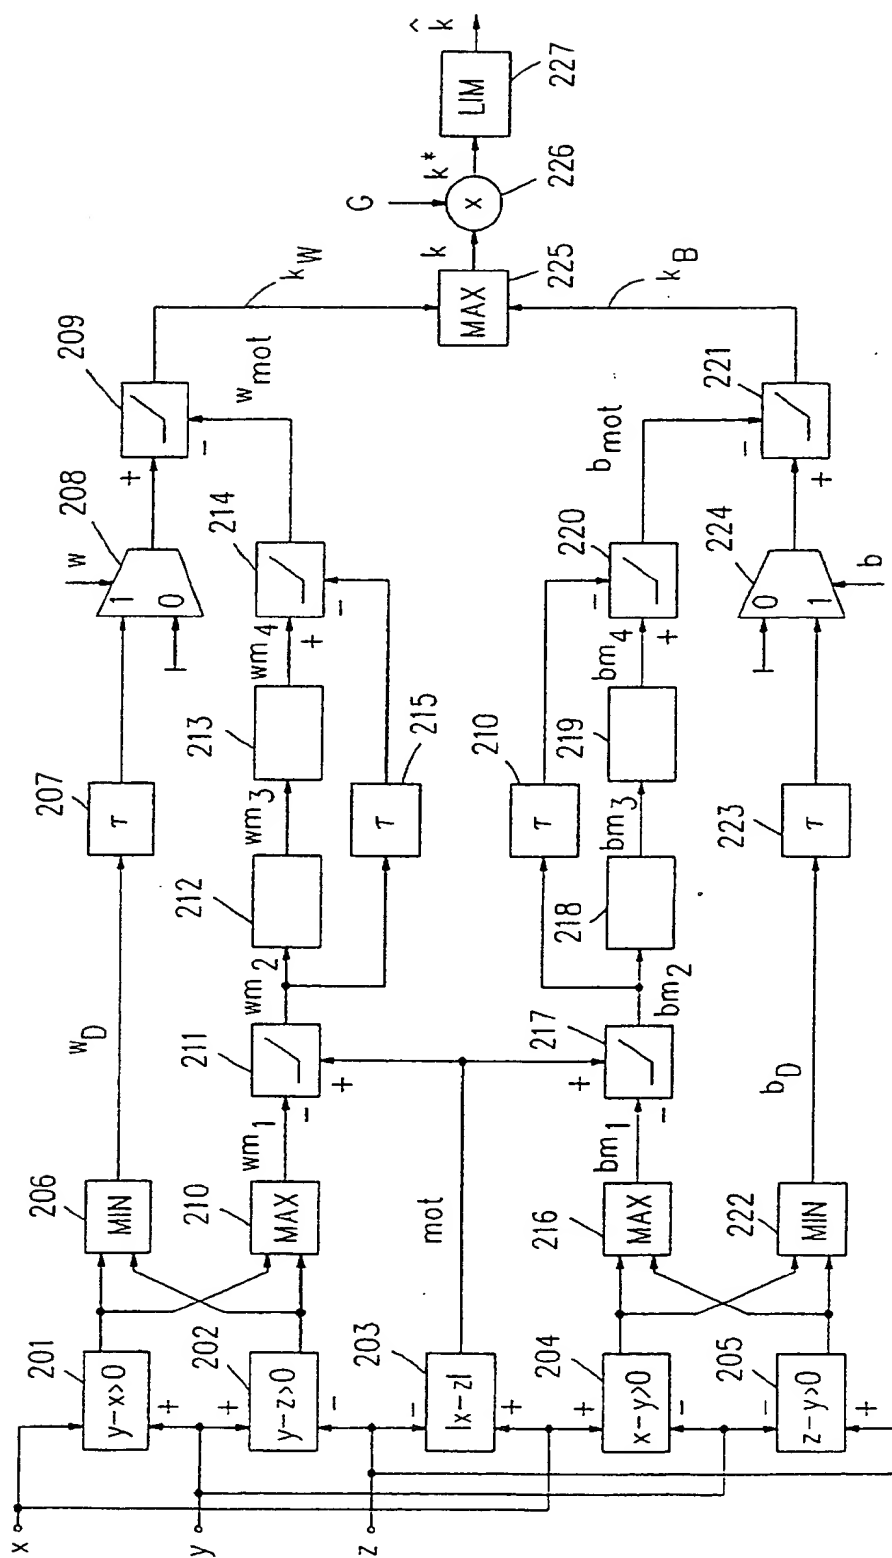 x
y
z
201
y-x>0
+
202
y-z>0
+
-
203
|x-z|
-
+
204
x-y>0
+
-
205
z-y>0
-
+
206
MIN
w_D
207
τ
w
208
1
0
209
+
-
k_W
210
MAX
wm_1
211
-
+
wm_2
212
wm_3
213
wm_4
214
+
-
w_mot
215
τ
mot
216
MAX
bm_1
217
+
-
bm_2
218
bm_3
219
bm_4
210
τ
220
-
+
b_mot
221
-
+
k_B
222
MIN
b_D
223
τ
224
0
1
b
225
MAX
k
G
226
x
k*
227
LIM
k̂